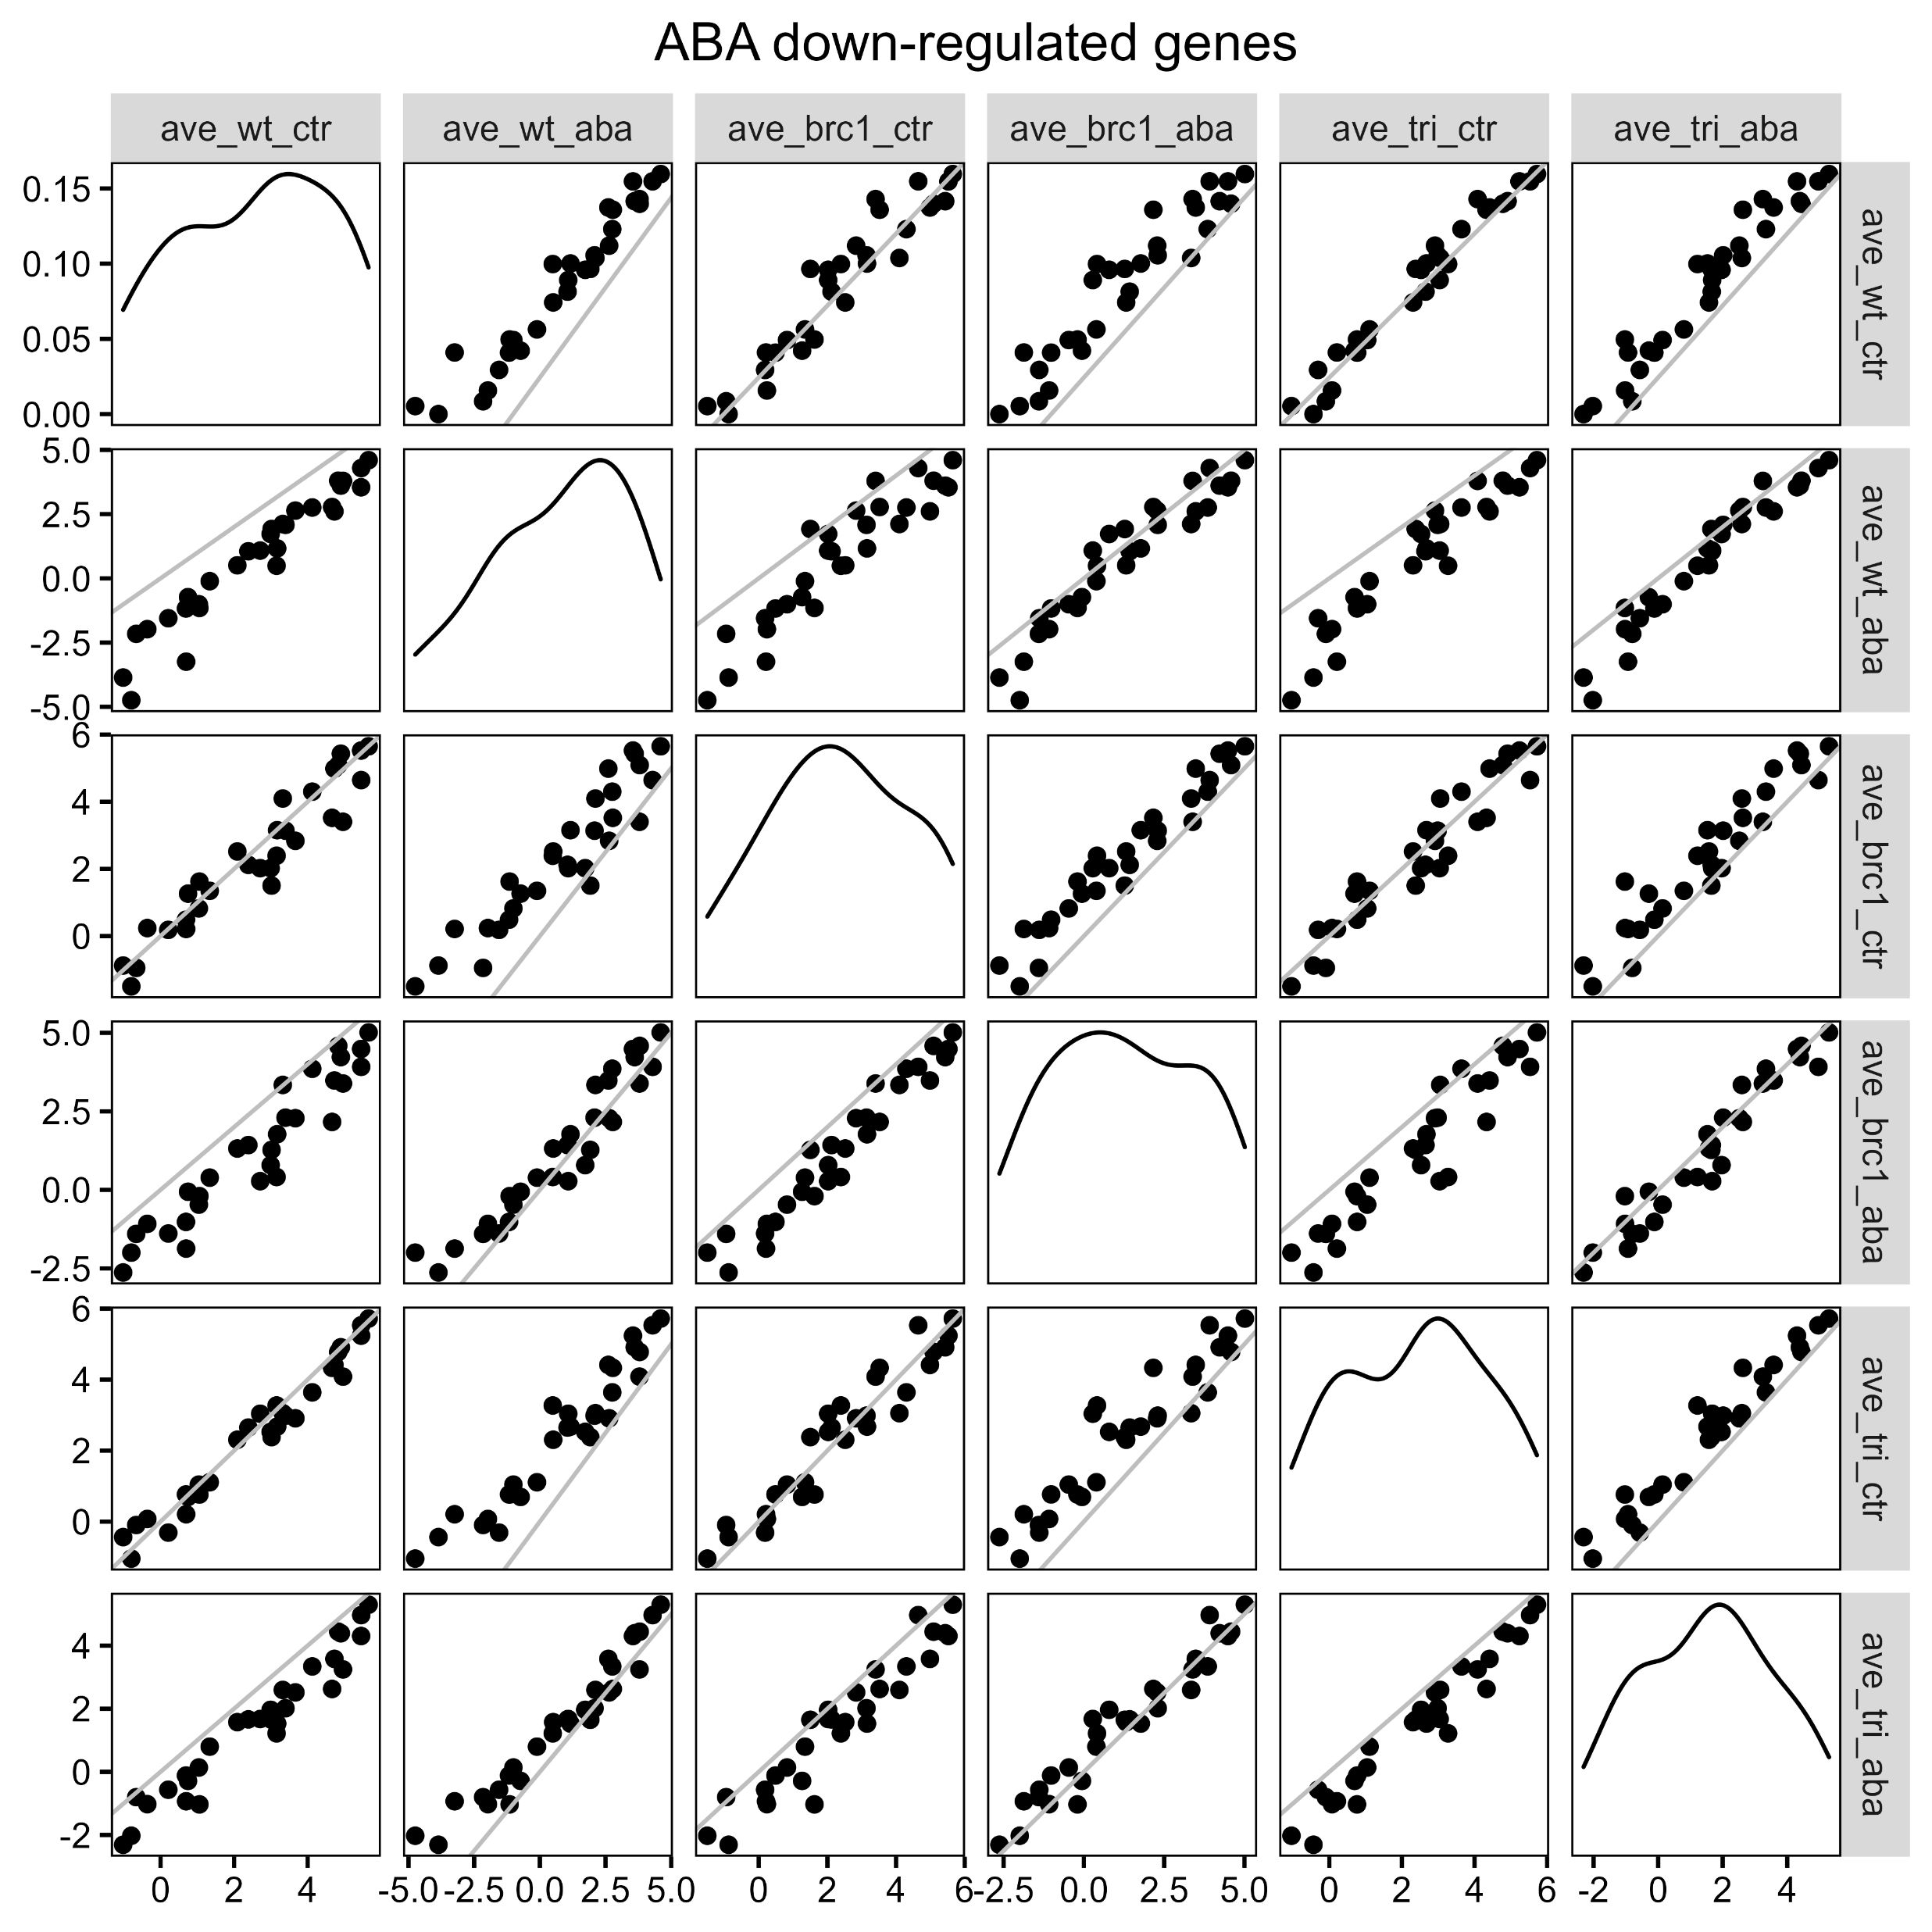 ABA down-regulated genes
ave_wt_ctr ave_wt_aba ave_brc1_ctr ave_brc1_aba ave_tri_ctr ave_tri_aba
0.15
0.10
0.05
0.00
ave_wt_ctr
5.0
2.5
0.0
-2.5
-5.0
ave_wt_aba
6
4
2
0
ave_brc1_ctr
5.0
2.5
0.0
-2.5
ave_brc1_aba
6
4
2
0
ave_tri_ctr
4
2
0
-2
ave_tri_aba
0 2 4 -5.0 -2.5 0.0 2.5 5.0 0 2 4 6 -2.5 0.0 2.5 5.0 0 2 4 6 -2 0 2 4